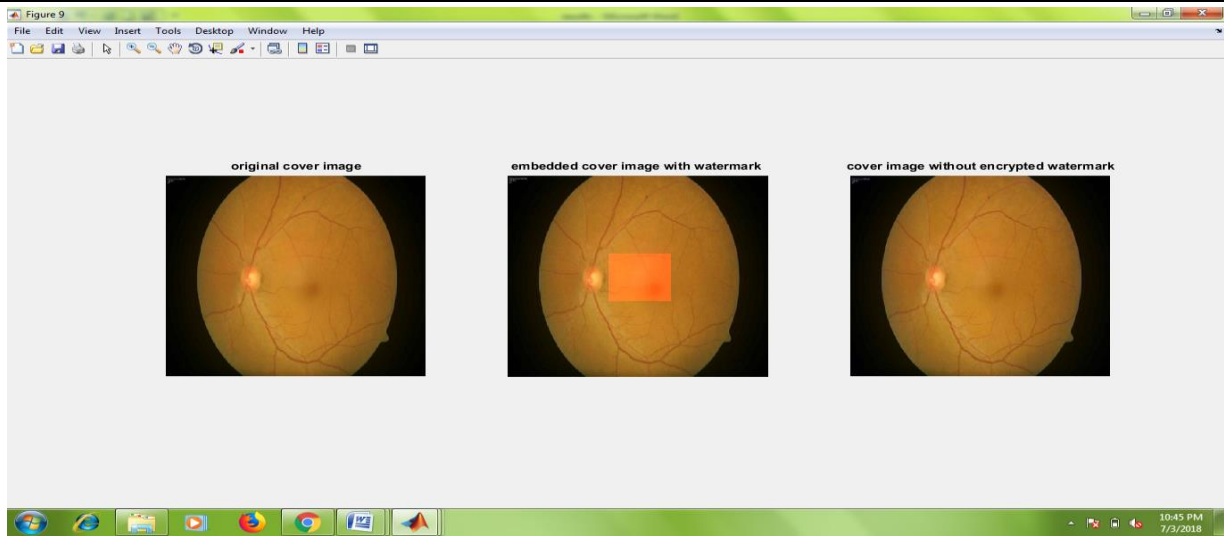 Figure 9
File Edit View Insert Tools Desktop Window Help
original cover image
embedded cover image with watermark
cover image without encrypted watermark
10:45 PM
7/3/2018